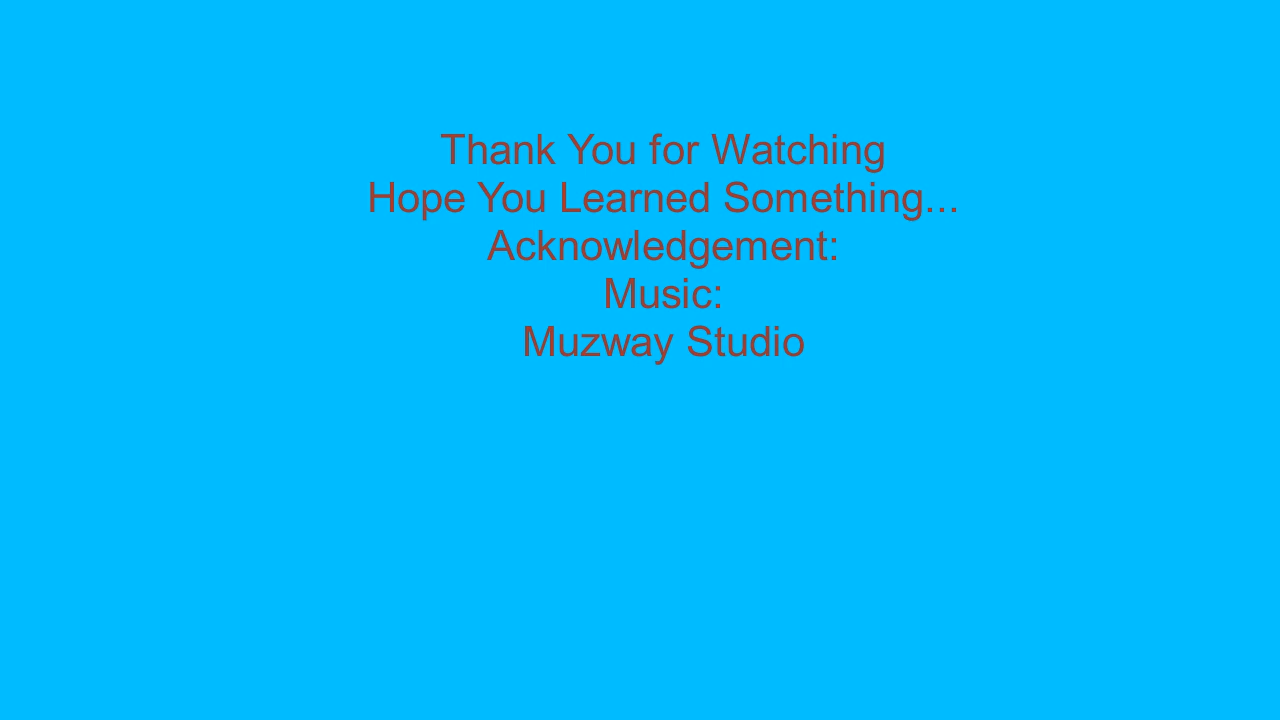 Thank You for Watching
Hope You Learned Something...
Acknowledgement:
Music:
Muzway Studio